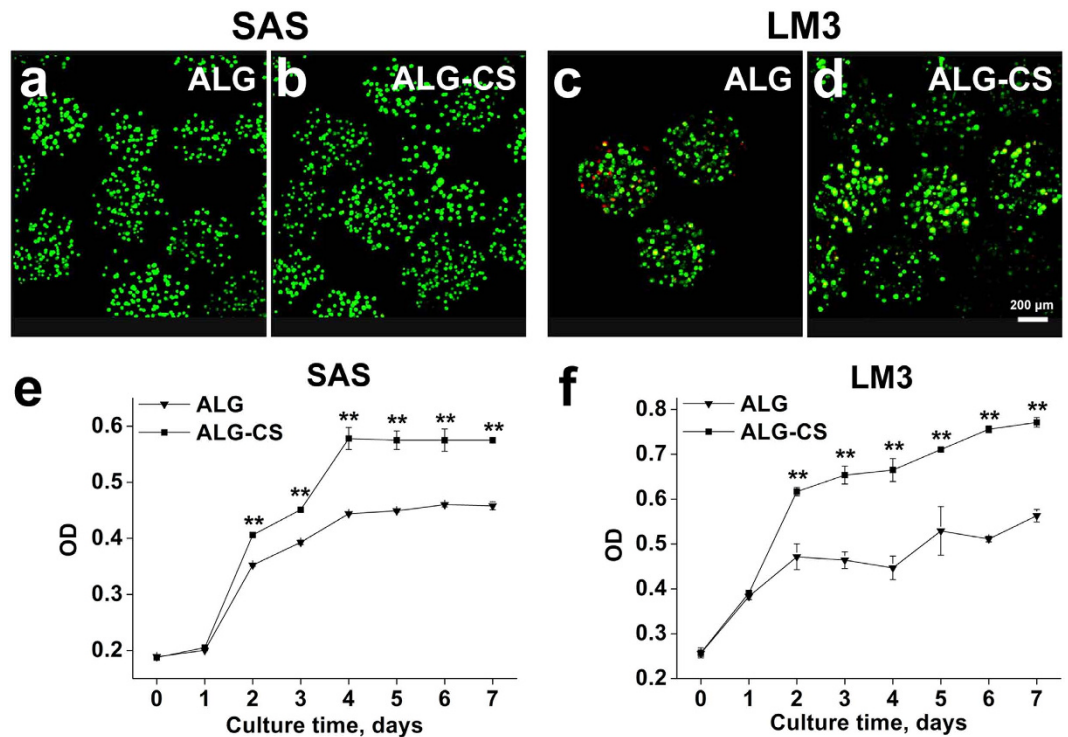 SAS
LM3
a
ALG
b
ALG-CS
c
ALG
d
ALG-CS
200 µm
e
SAS
ALG
ALG-CS
** ** ** ** ** **
0.6
0.5
0.4
0.3
0.2
OD
0 1 2 3 4 5 6 7
Culture time, days
f
LM3
ALG
ALG-CS
** ** ** ** ** **
0.8
0.7
0.6
0.5
0.4
0.3
0.2
OD
0 1 2 3 4 5 6 7
Culture time, days